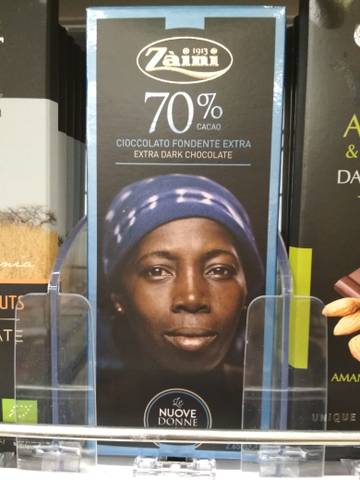 1913
Zàini
70%
CACAO
CIOCCOLATO FONDENTE EXTRA
EXTRA DARK CHOCOLATE
Le
NUOVE
DONNE
UTS
ATE
A
&
DA
AMAN
UNIQUE